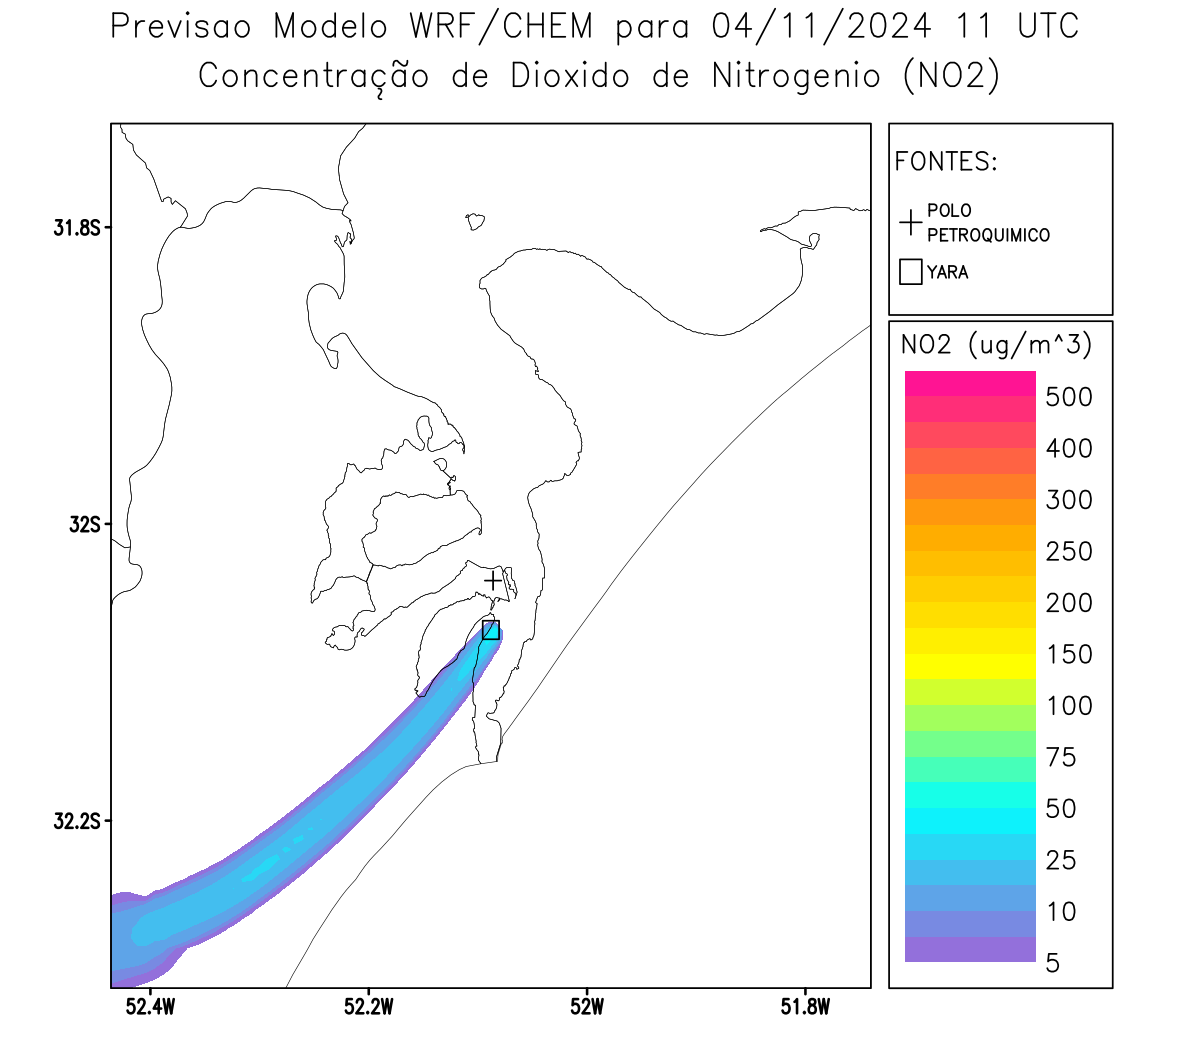 Previsao Modelo WRF/CHEM para 04/11/2024 11 UTC
Concentração de Dioxido de Nitrogenio (NO2)
FONTES:
POLO
PETROQUIMICO
YARA
31.8S
32S
32.2S
52.4W
52.2W
52W
51.8W
NO2 (ug/m^3)
500
400
300
250
200
150
100
75
50
25
10
5